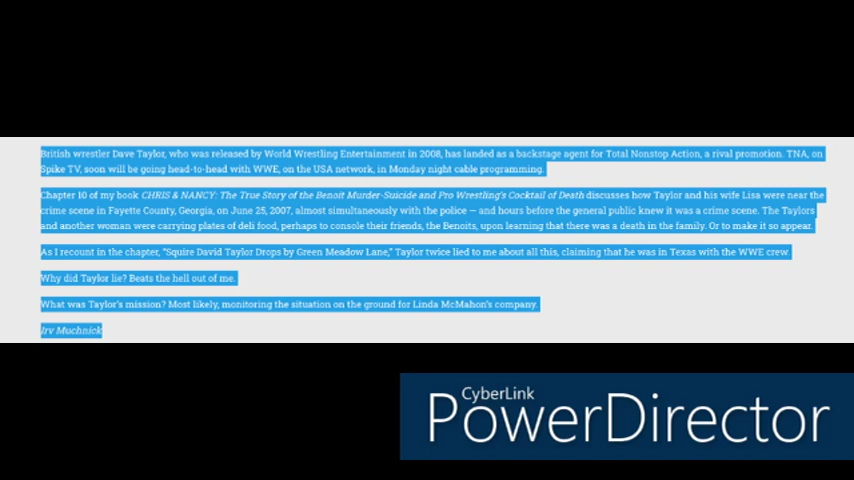 British wrestler Dave Taylor, who was released by World Wrestling Entertainment in 2008, has landed as a backstage agent for Total Nonstop Action, a rival promotion. TNA, on
Spike TV, soon will be going head-to-head with WWE, on the USA network, in Monday night cable programming.
Chapter 10 of my book CHRIS & NANCY: The True Story of the Benoit Murder-Suicide and Pro Wrestling's Cocktail of Death discusses how Taylor and his wife Lisa were near the
crime scene in Fayette County, Georgia, on June 25, 2007, almost simultaneously with the police — and hours before the general public knew it was a crime scene. The Taylors
and another woman were carrying plates of deli food, perhaps to console their friends, the Benoits, upon learning that there was a death in the family. Or to make it so appear.
As I recount in the chapter, "Squire David Taylor Drops by Green Meadow Lane," Taylor twice lied to me about all this, claiming that he was in Texas with the WWE crew.
Why did Taylor lie? Beats the hell out of me.
What was Taylor's mission? Most likely, monitoring the situation on the ground for Linda McMahon's company.
Irv Muchnick
CyberLink
PowerDirector